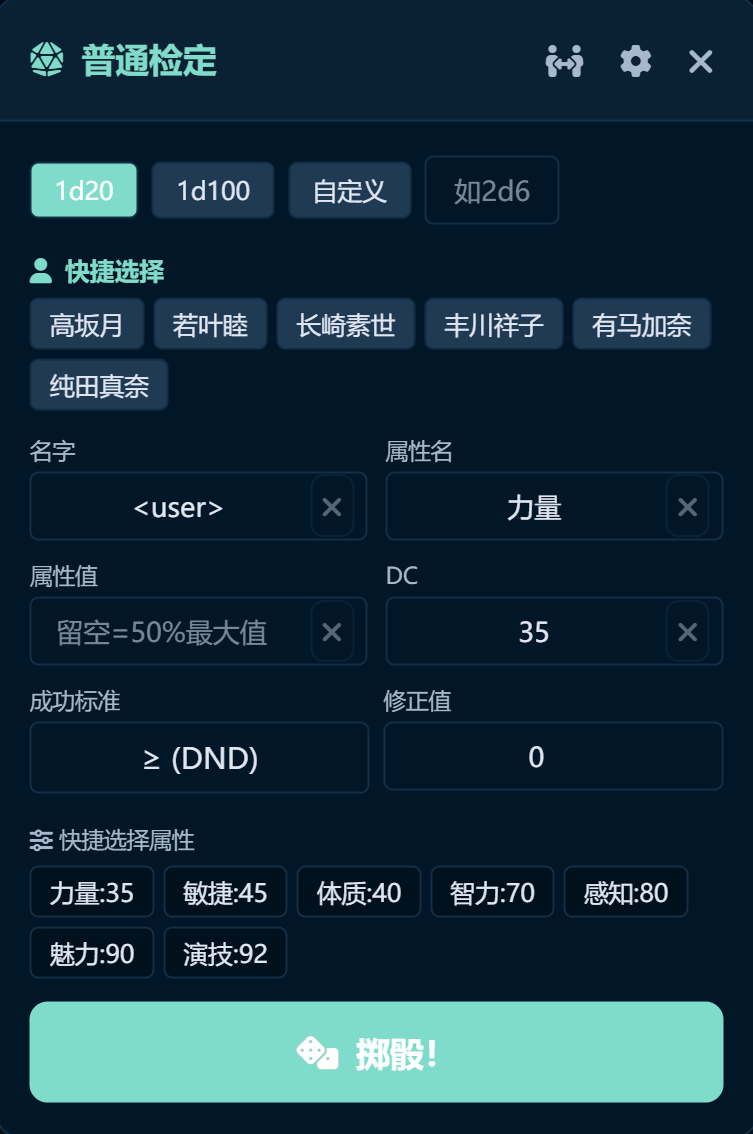 普通检定
1d20 1d100 自定义 如2d6
快捷选择
高坂月 若叶睦 长崎素世 丰川祥子 有马加奈
纯田真奈
名字 属性名
<user> 力量
属性值 DC
留空=50%最大值 35
成功标准 修正值
≥ (DND) 0
快捷选择属性
力量:35 敏捷:45 体质:40 智力:70 感知:80
魅力:90 演技:92
掷骰!